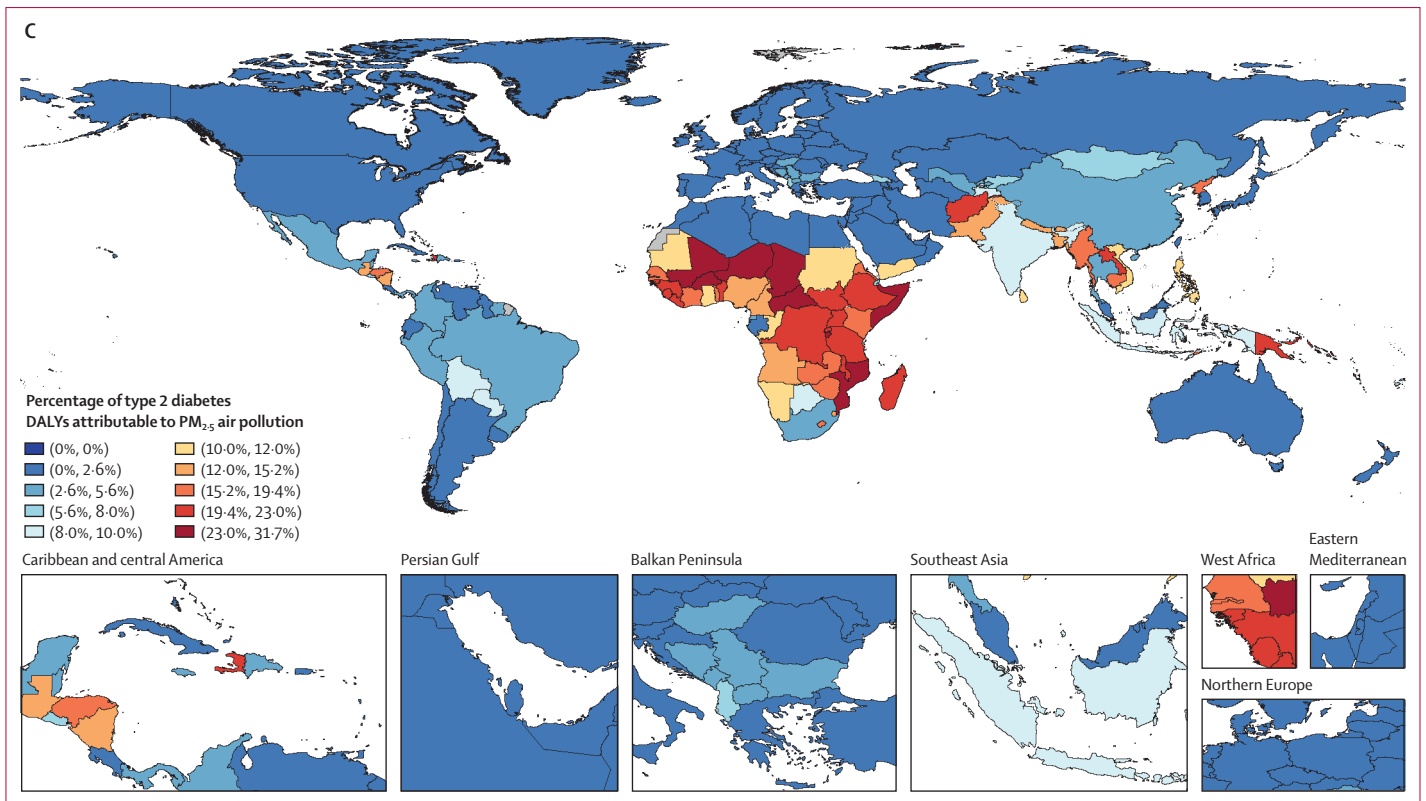 C
Percentage of type 2 diabetes
DALYs attributable to PM2·5 air pollution
(0%, 0%)
(0%, 2·6%)
(2·6%, 5·6%)
(5·6%, 8·0%)
(8·0%, 10·0%)
(10·0%, 12·0%)
(12·0%, 15·2%)
(15·2%, 19·4%)
(19·4%, 23·0%)
(23·0%, 31·7%)
Caribbean and central America
Persian Gulf
Balkan Peninsula
Southeast Asia
West Africa
Eastern
Mediterranean
Northern Europe